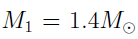 M₁ = 1.4M☉